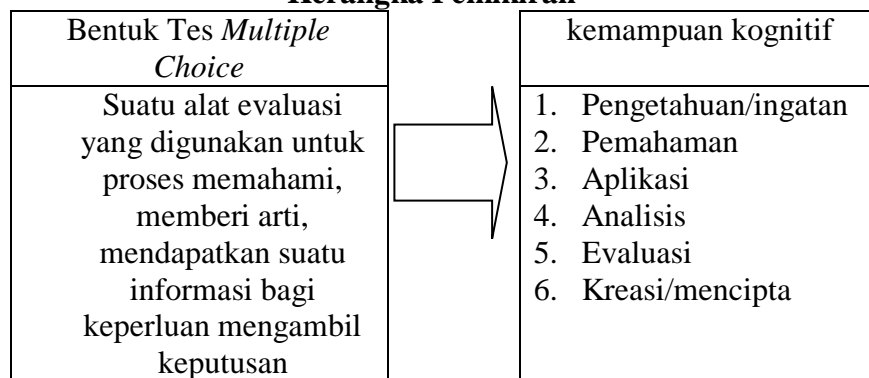 Bentuk Tes Multiple
Choice
Suatu alat evaluasi
yang digunakan untuk
proses memahami,
memberi arti,
mendapatkan suatu
informasi bagi
keperluan mengambil
keputusan
kemampuan kognitif
1. Pengetahuan/ingatan
2. Pemahaman
3. Aplikasi
4. Analisis
5. Evaluasi
6. Kreasi/mencipta